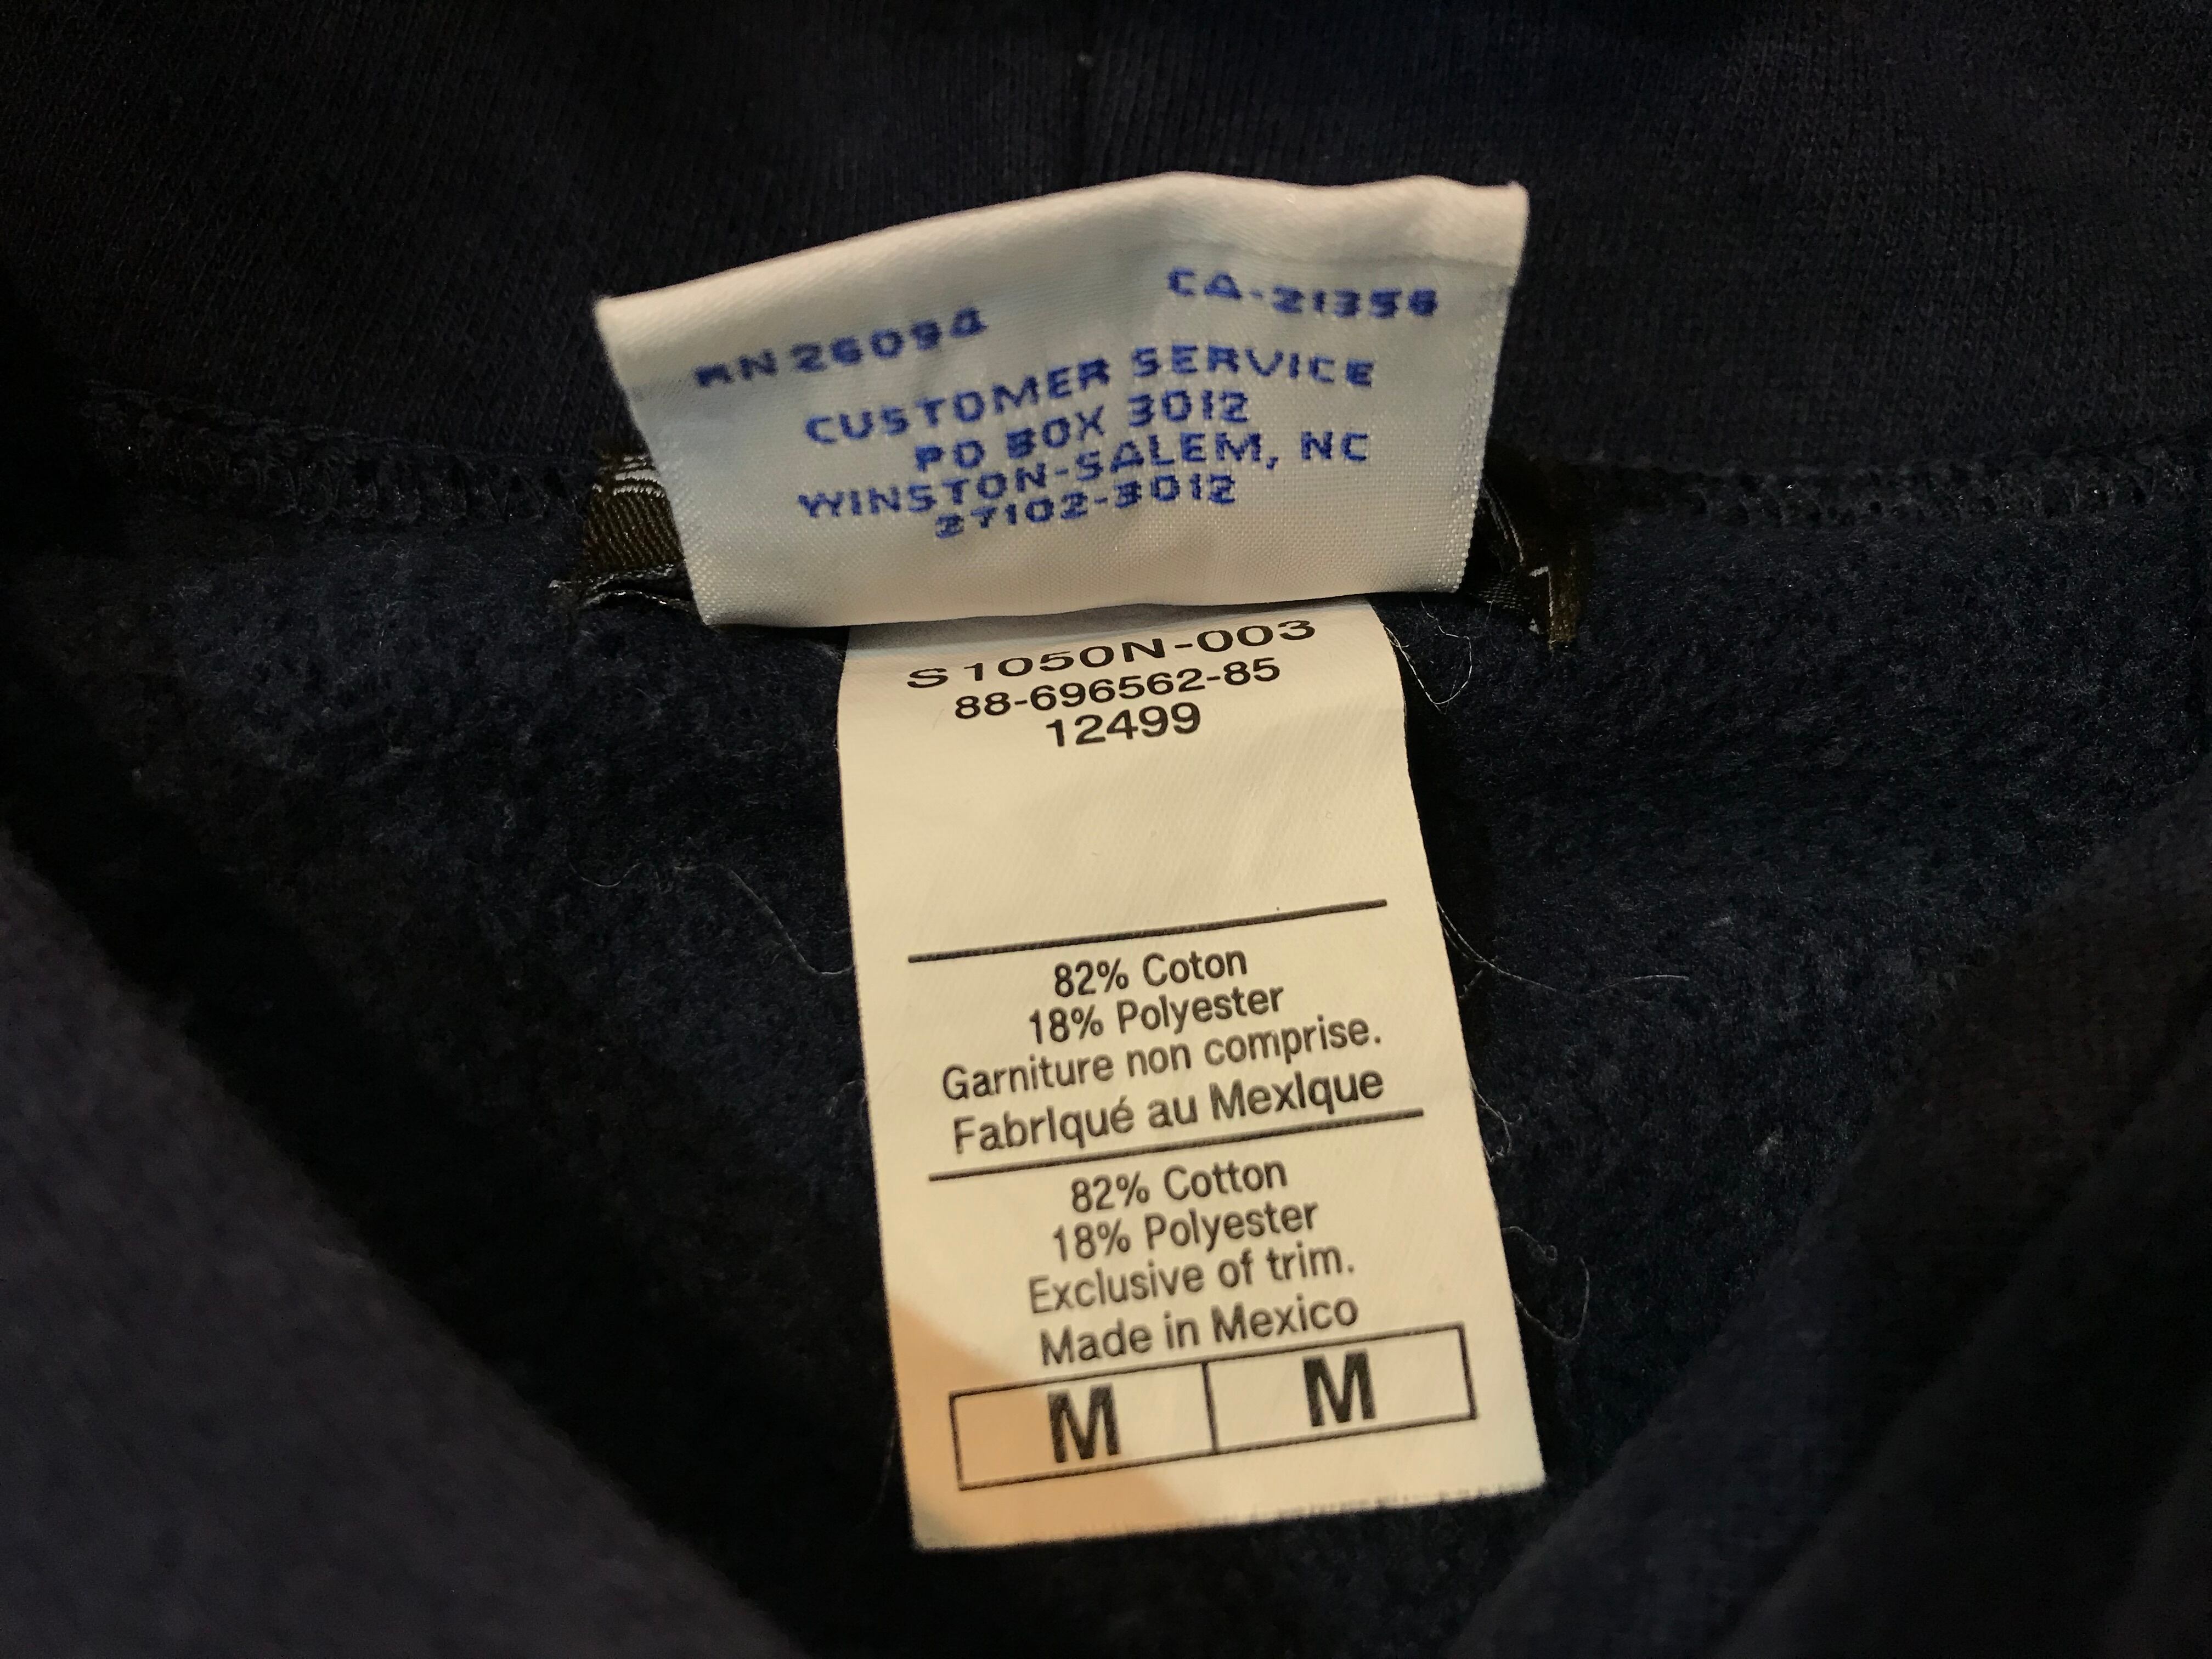 RN 26094 CA-21356
CUSTOMER SERVICE
PO BOX 3012
WINSTON-SALEM, NC
27102-3012
S1050N-003
88-696562-85
12499
82% Coton
18% Polyester
Garniture non comprise.
FabrIqué au MexIque
82% Cotton
18% Polyester
Exclusive of trim.
Made in Mexico
M M